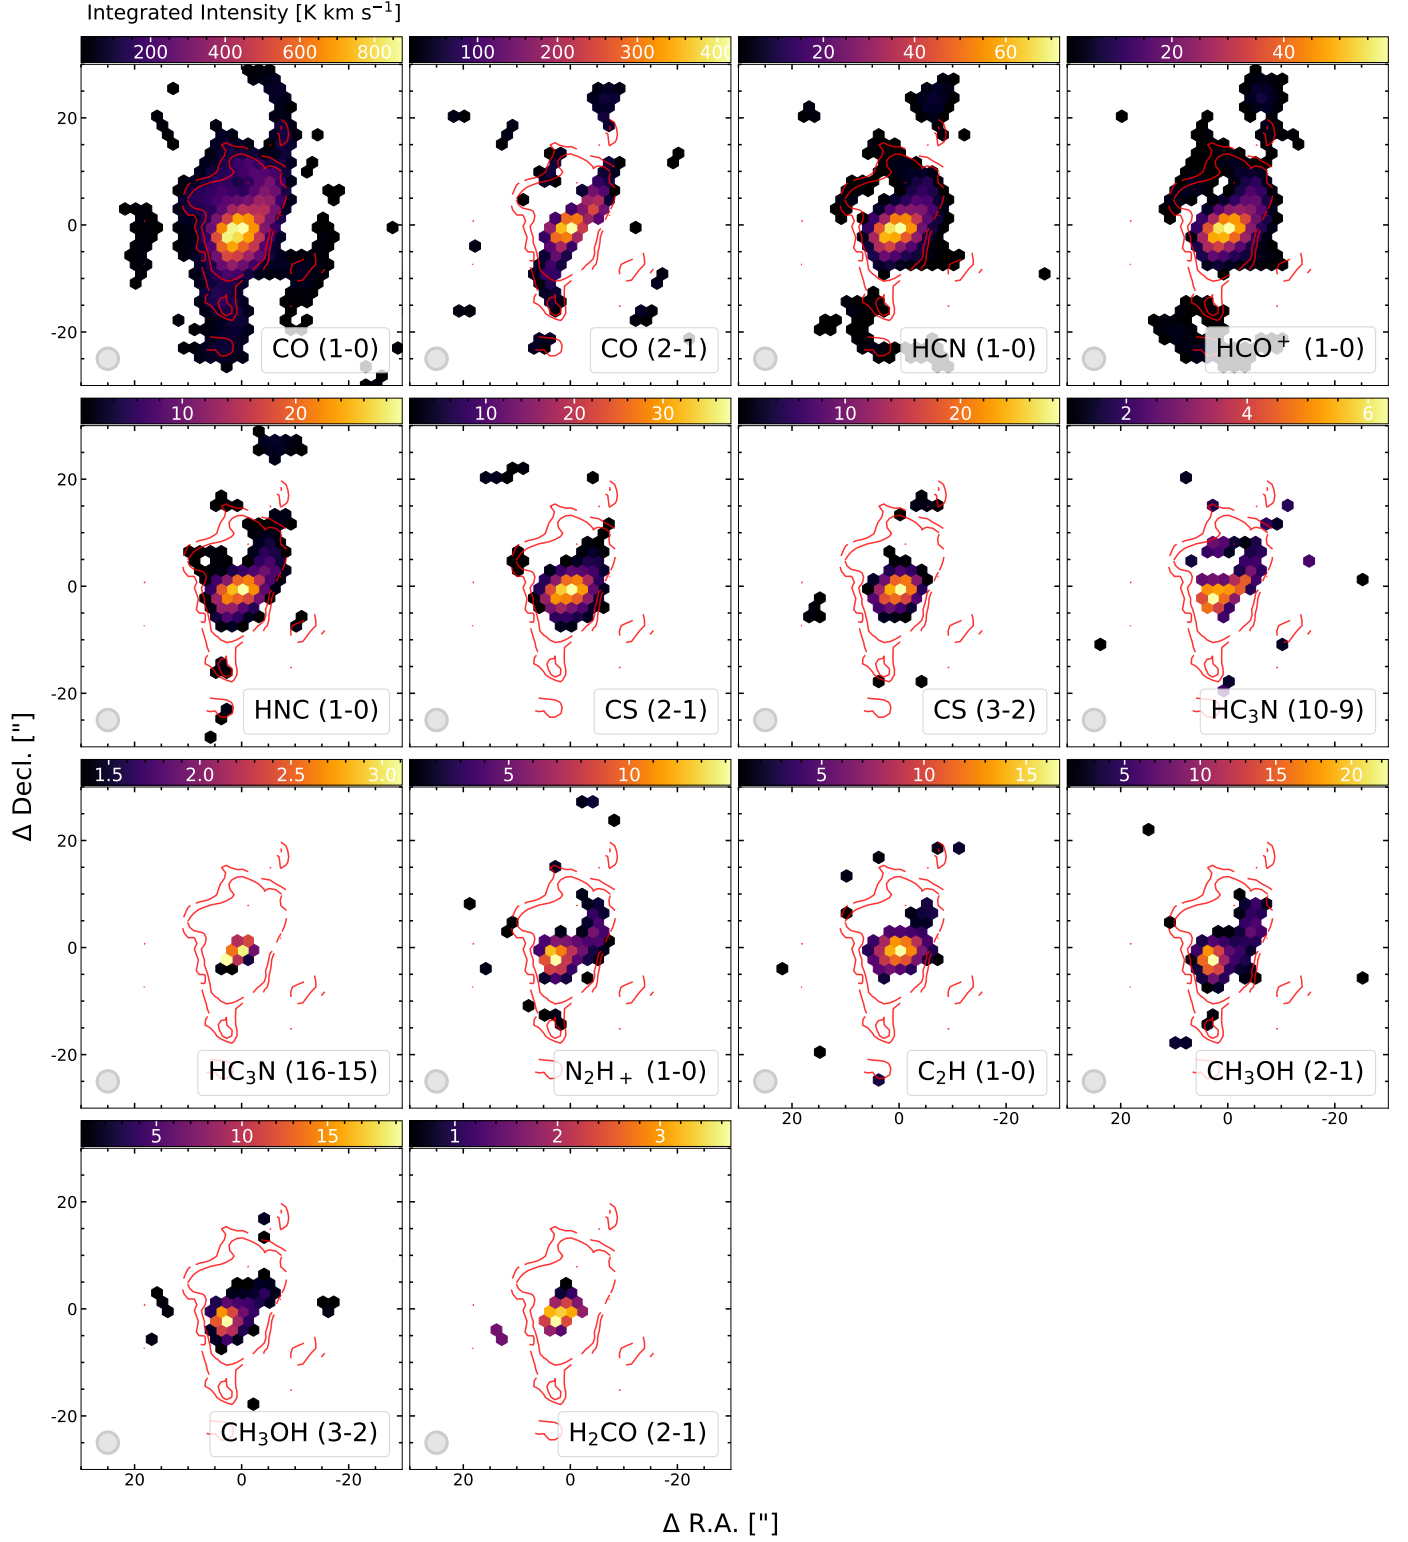 Integrated Intensity [K km s⁻¹]
200 400 600 800
100 200 300 400
20 40 60
20 40
20
0
-20
CO (1-0)
CO (2-1)
HCN (1-0)
HCO⁺ (1-0)
10 20
10 20 30
10 20
2 4 6
20
0
-20
HNC (1-0)
CS (2-1)
CS (3-2)
HC₃N (10-9)
1.5 2.0 2.5 3.0
5 10
5 10 15
5 10 15 20
20
0
-20
HC₃N (16-15)
N₂H₊ (1-0)
C₂H (1-0)
CH₃OH (2-1)
20 0 -20
20 0 -20
5 10 15
1 2 3
20
0
-20
CH₃OH (3-2)
H₂CO (2-1)
20 0 -20
20 0 -20
Δ Decl. ["]
Δ R.A. ["]